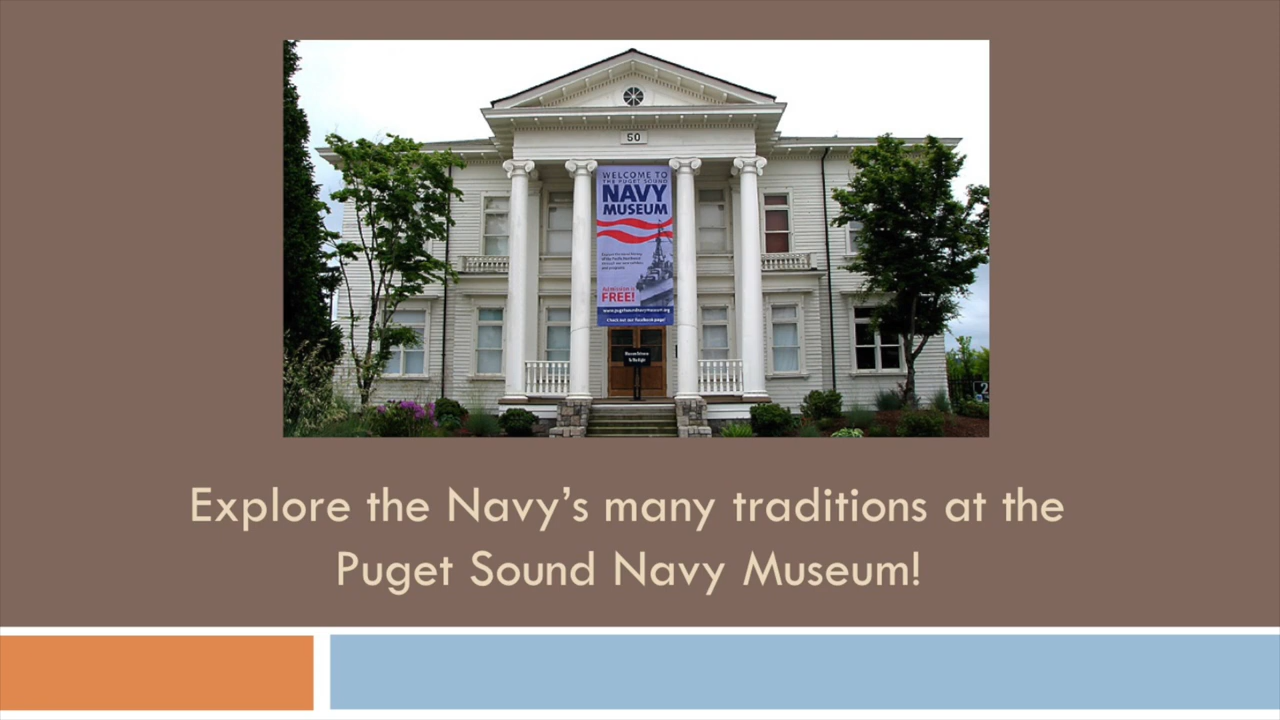 50
WELCOME TO
THE PUGET SOUND
NAVY
MUSEUM
Admission is
FREE!
www.pugetsoundnavymuseum.org
Check out our facebook page!
Explore the Navy’s many traditions at the
Puget Sound Navy Museum!